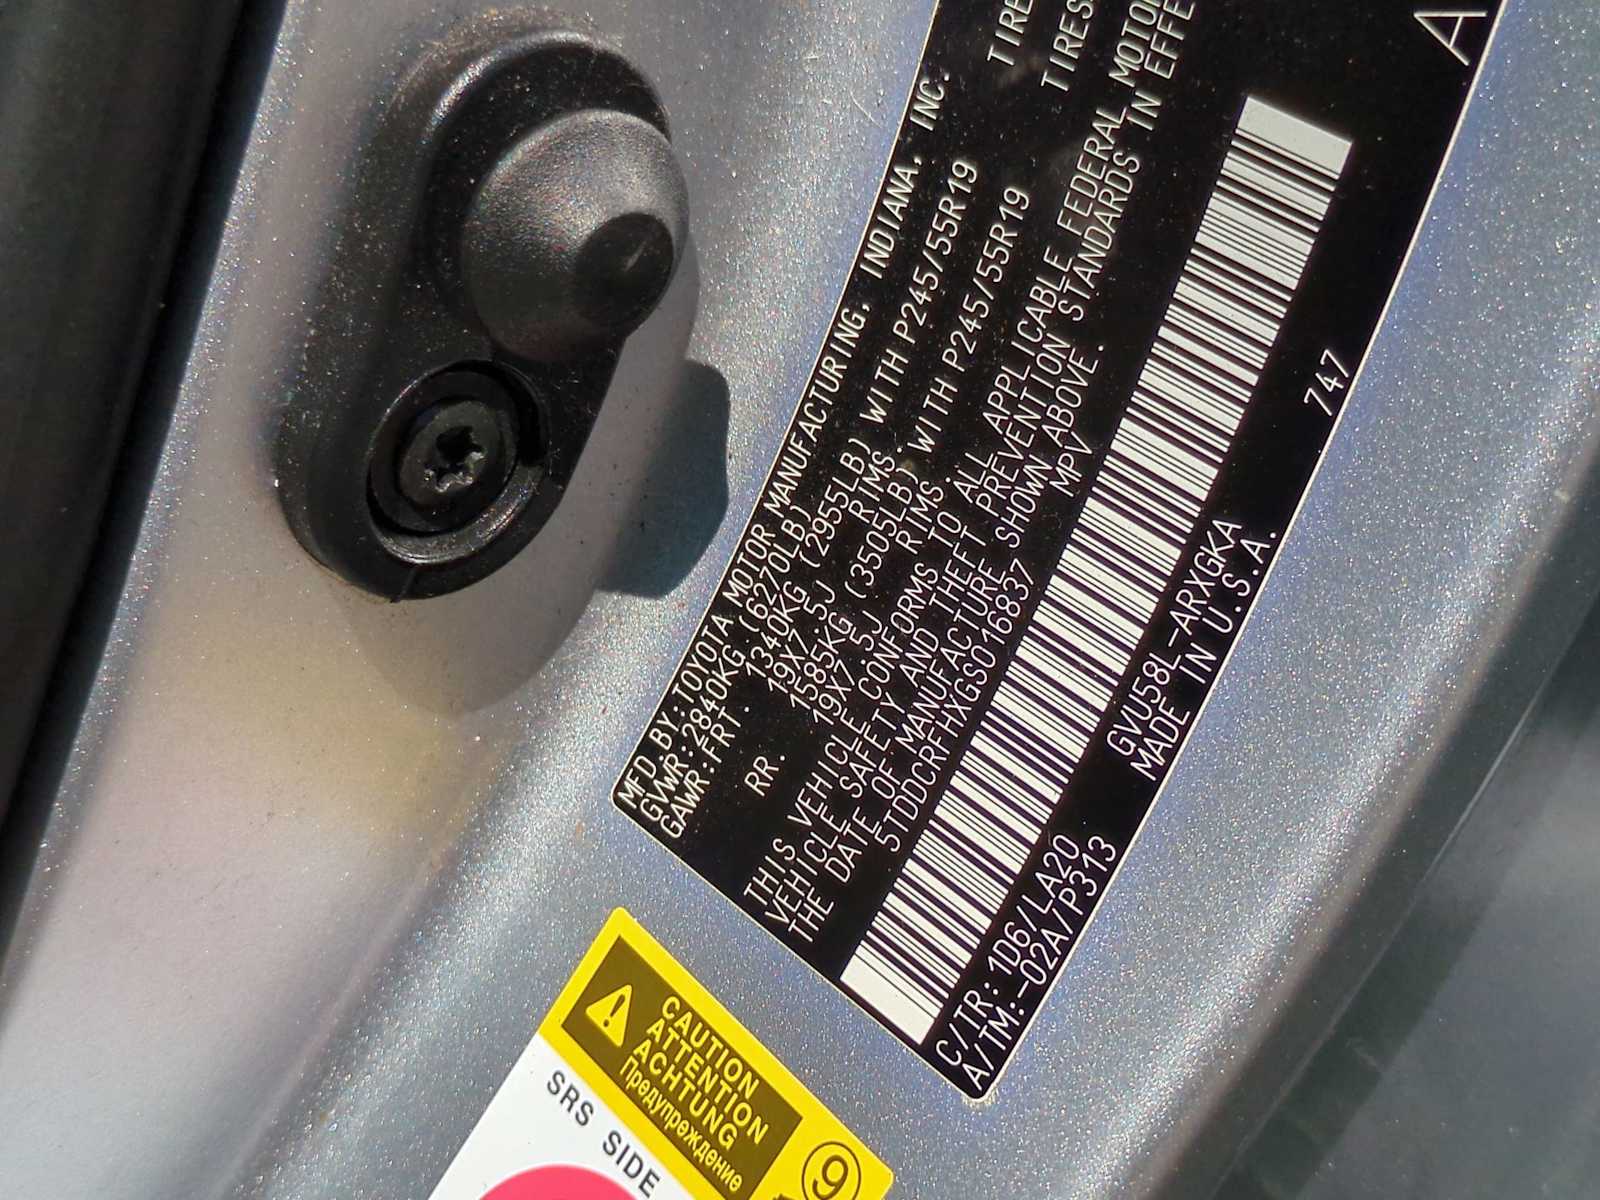 MFD.BY:TOYOTA MOTOR MANUFACTURING, INDIANA, INC.
GVWR:2840KG (6270LB)
GAWR:FRT. 1340KG (2955LB) WITH P245/55R19 TIRE
19X7.5J RIMS.
RR. 1585KG (3505LB) WITH P245/55R19 TIRES
19X7.5J RIMS.
THIS VEHICLE CONFORMS TO ALL APPLICABLE FEDERAL MOTOR
VEHICLE SAFETY AND THEFT PREVENTION STANDARDS IN EFFE
THE DATE OF MANUFACTURE SHOWN ABOVE.
5TDDCRFHXGS016837 MPV
A
747
C/TR:1D6/LA20 GVU58L-ARXGKA
A/TM:-02A/P313 MADE IN U.S.A.
CAUTION
ATTENTION
ACHTUNG
Предупреждение
9
SRS SIDE